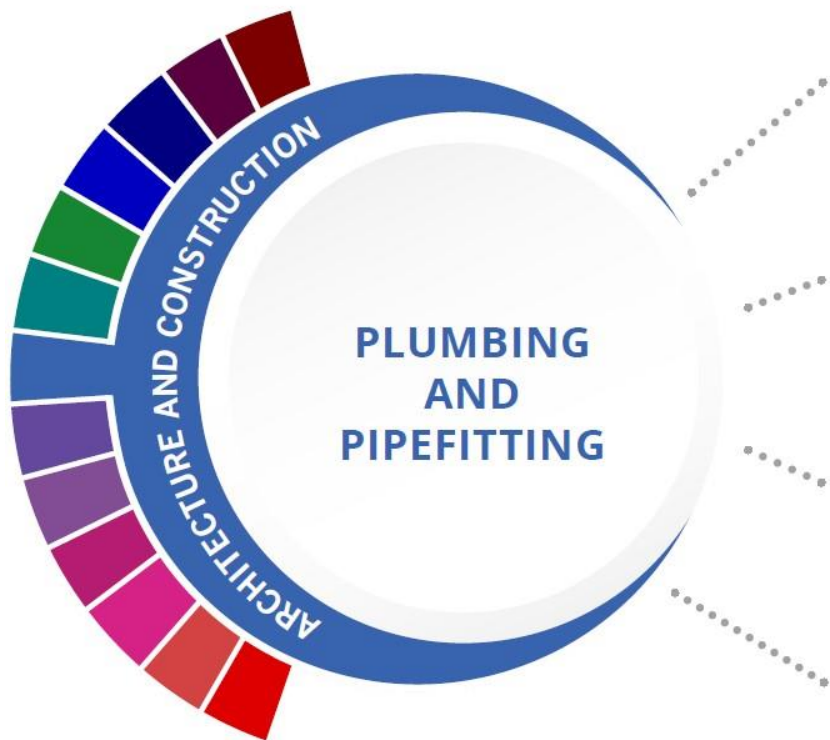 ARCHITECTURE AND CONSTRUCTION
PLUMBING
AND
PIPEFITTING